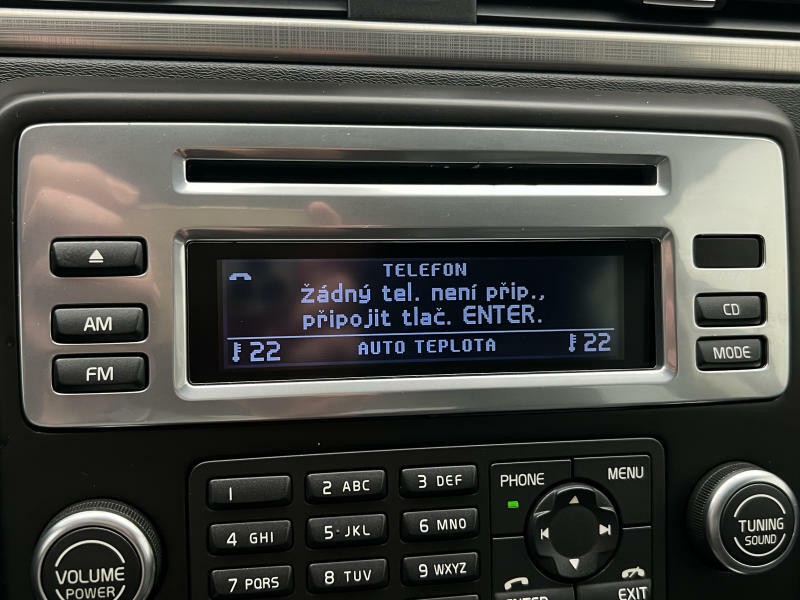 TELEFON
Žádný tel. není přip.,
připojit tlač. ENTER.
22 AUTO TEPLOTA 22
AM
FM
CD
MODE
1 2 ABC 3 DEF
4 GHI 5 JKL 6 MNO
7 PQRS 8 TUV 9 WXYZ
PHONE MENU
ENTER EXIT
VOLUME
POWER
TUNING
SOUND